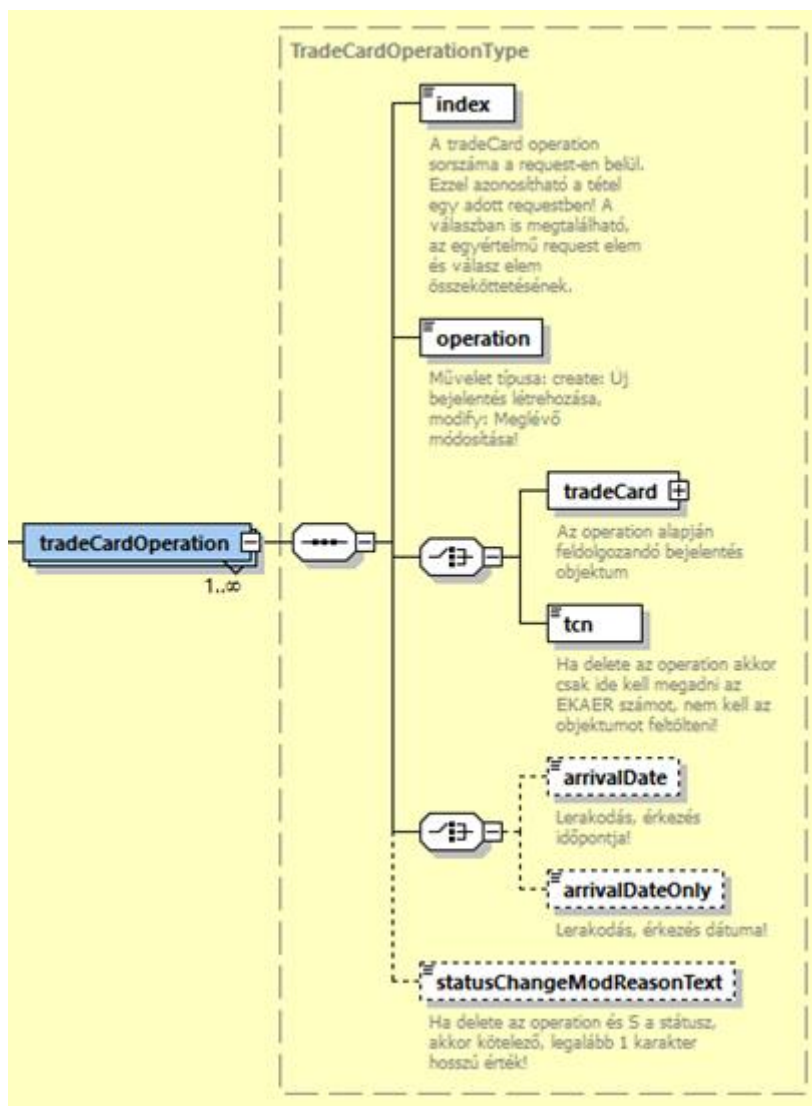 TradeCardOperationType
index
A tradeCard operation
sorszáma a request-en belül.
Ezzel azonosítható a tétel
egy adott requestben! A
válaszban is megtalálható,
az egyértelmű request elem
és válasz elem
összeköttetésének.
operation
Művelet típusa: create: Új
bejelentés létrehozása,
modify: Meglévő
módosítása!
tradeCardOperation
1..∞
tradeCard
Az operation alapján
feldolgozandó bejelentés
objektum
tcn
Ha delete az operation akkor
csak ide kell megadni az
EKAER számot, nem kell az
objektumot feltölteni!
arrivalDate
Lerakodás, érkezés
időpontja!
arrivalDateOnly
Lerakodás, érkezés dátuma!
statusChangeModReasonText
Ha delete az operation és S a státusz,
akkor kötelező, legalább 1 karakter
hosszú érték!